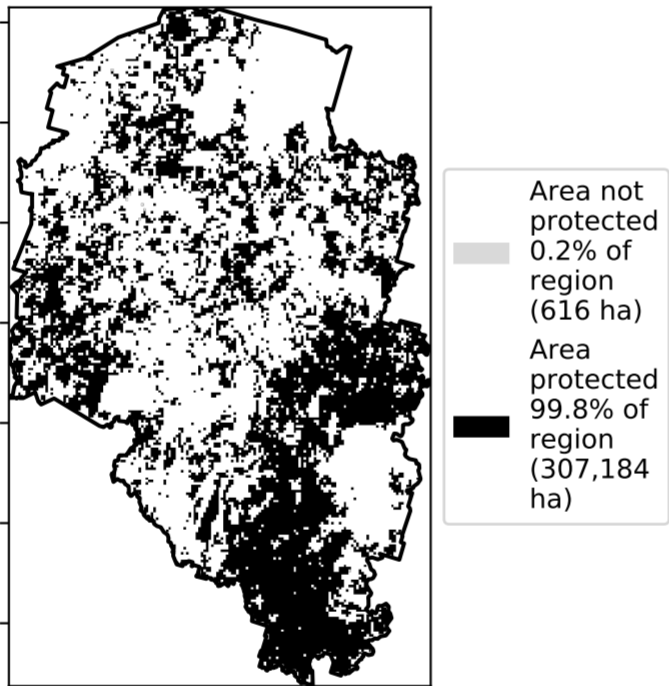 Area not
protected
0.2% of
region
(616 ha)
Area
protected
99.8% of
region
(307,184
ha)